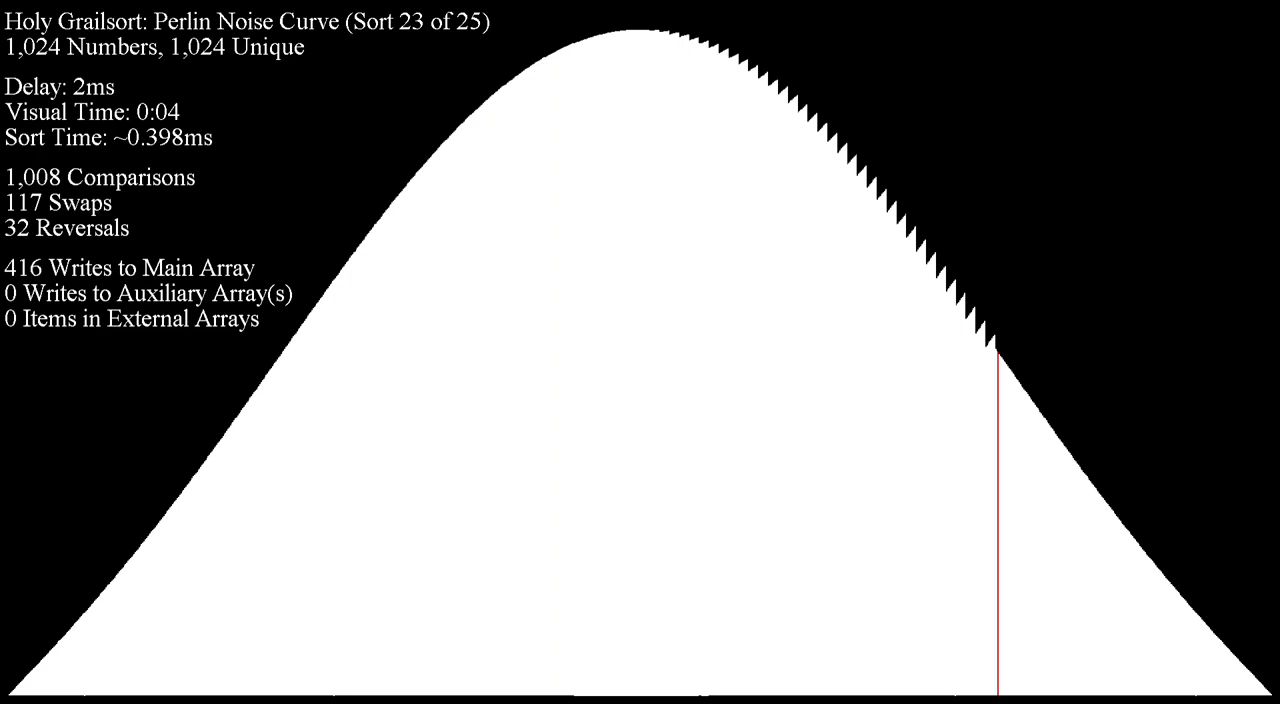 Holy Grailsort: Perlin Noise Curve (Sort 23 of 25)
1,024 Numbers, 1,024 Unique
Delay: 2ms
Visual Time: 0:04
Sort Time: ~0.398ms
1,008 Comparisons
117 Swaps
32 Reversals
416 Writes to Main Array
0 Writes to Auxiliary Array(s)
0 Items in External Arrays